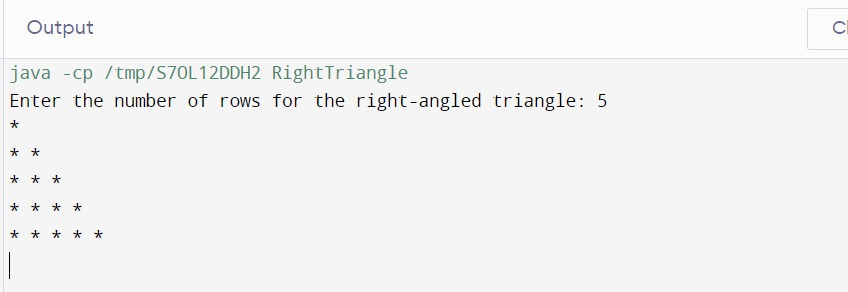 Output
java -cp /tmp/S7OL12DDH2 RightTriangle
Enter the number of rows for the right-angled triangle: 5
*
* *
* * *
* * * *
* * * * *